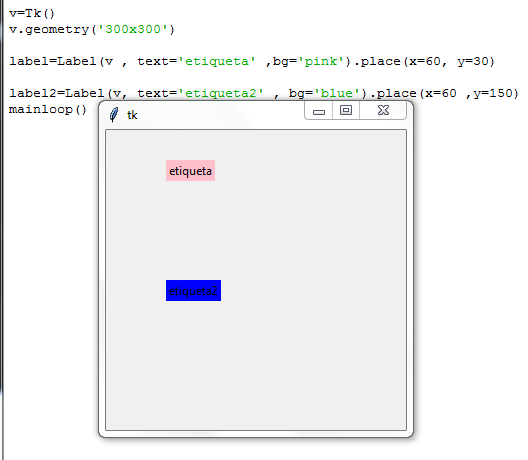 v=Tk()
v.geometry('300x300')
label=Label(v , text='etiqueta' ,bg='pink').place(x=60, y=30)
label2=Label(v, text='etiqueta2' , bg='blue').place(x=60 ,y=150)
mainloop()
tk
etiqueta
etiqueta2